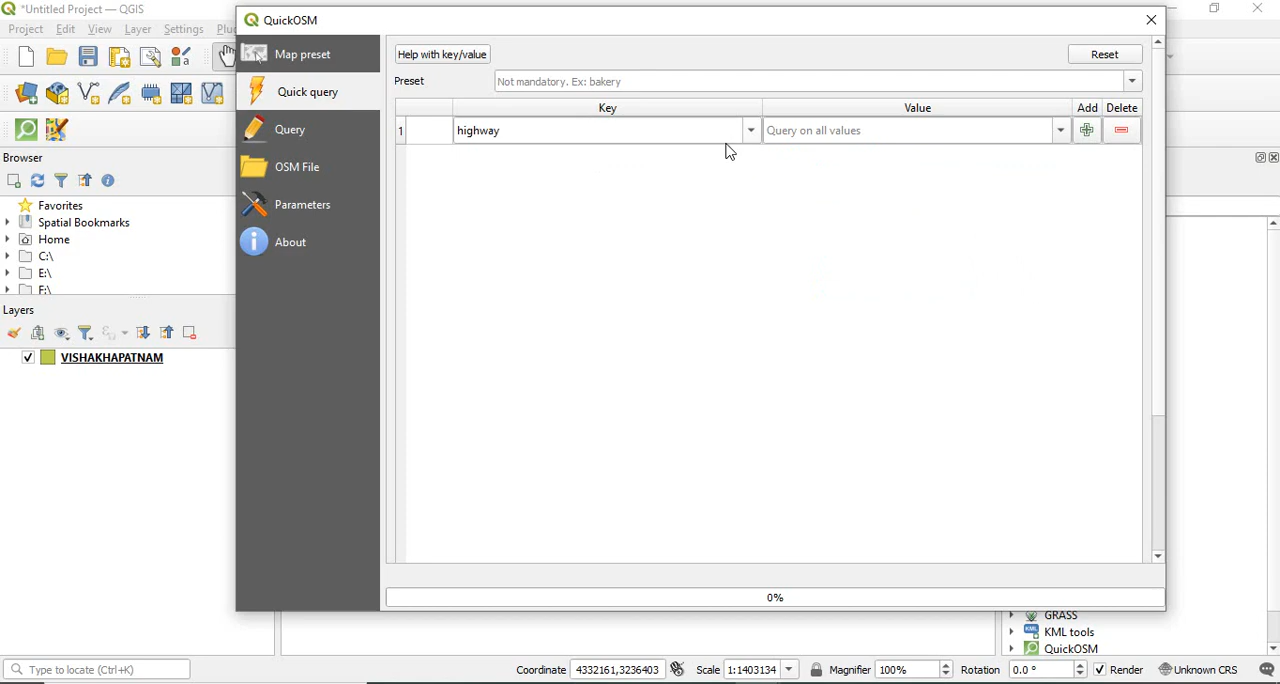 *Untitled Project — QGIS
Project Edit View Layer Settings
QuickOSM
Map preset
Quick query
Query
OSM File
Parameters
About
Help with key/value
Reset
Preset
Not mandatory. Ex: bakery
Key Value Add Delete
1 highway Query on all values
0%
Browser
Favorites
Spatial Bookmarks
Home
C:\
E:\
F:\
Layers
VISHAKHAPATNAM
GRASS
KML tools
QuickOSM
Type to locate (Ctrl+K) Coordinate 4332161,3236403 Scale 1:1403134 Magnifier 100% Rotation 0.0 ° Render Unknown CRS